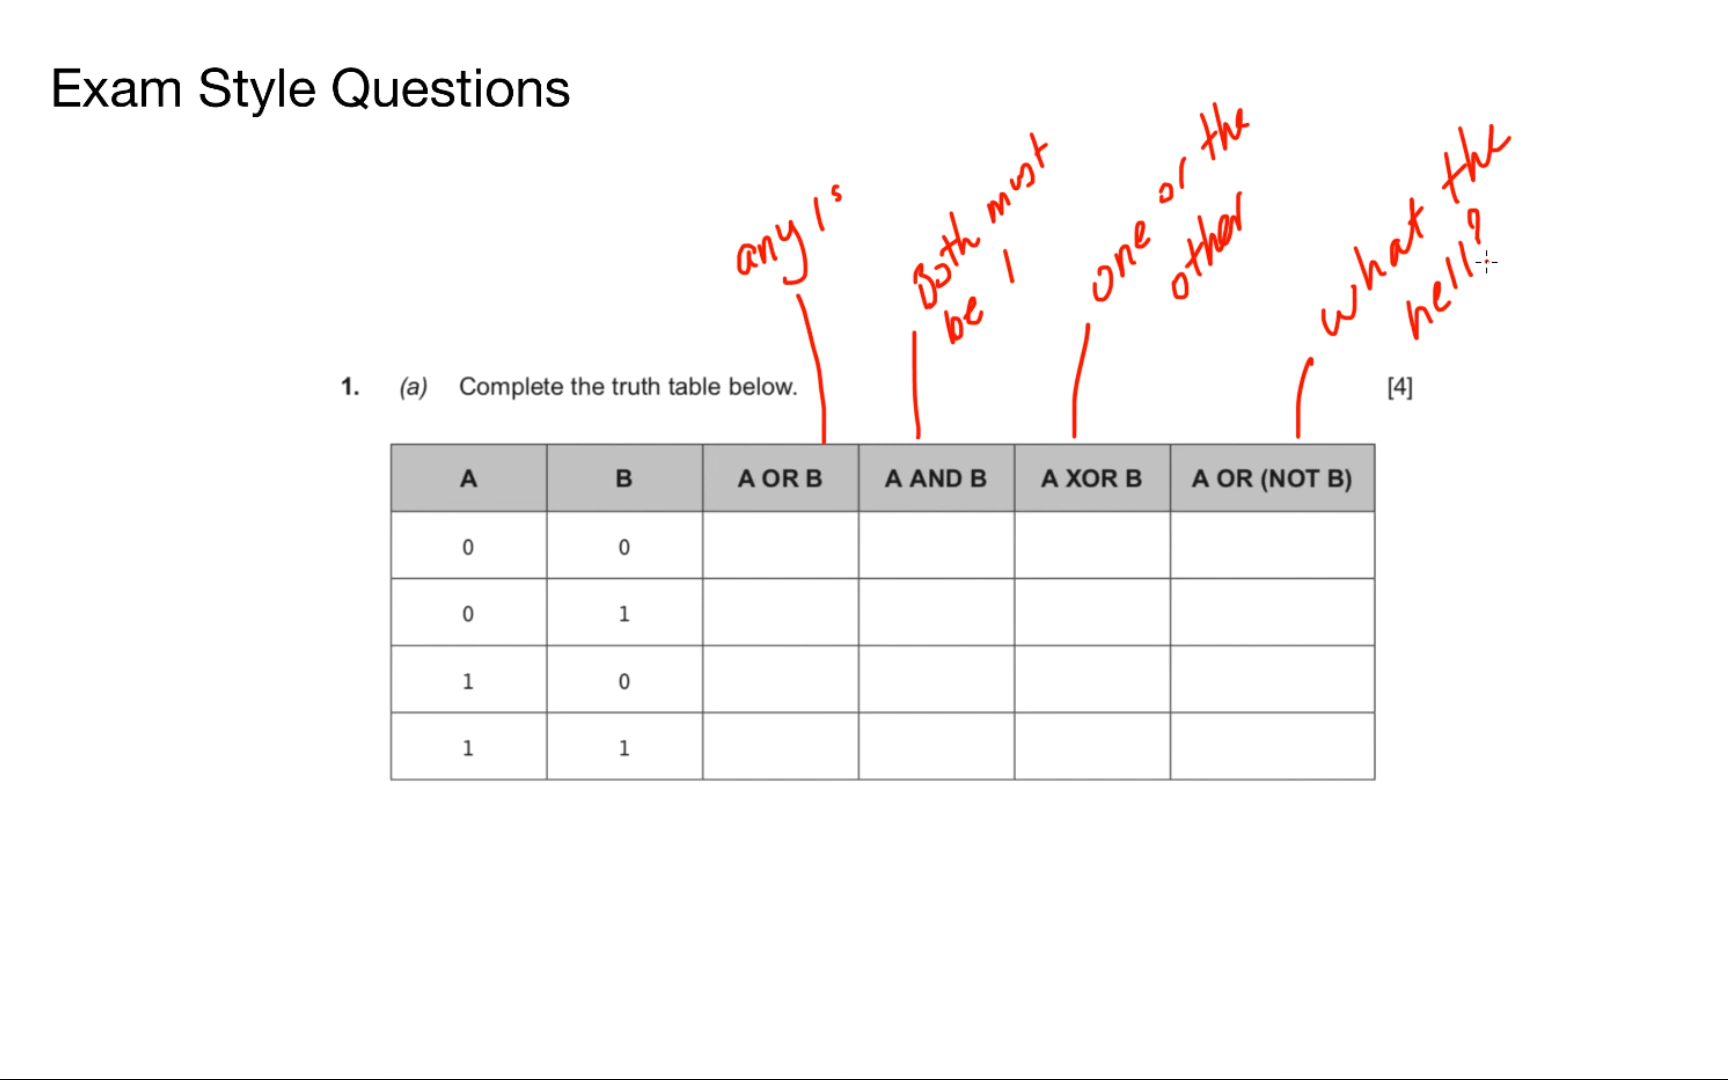 Exam Style Questions
any 1s
Both must
be 1
one or the
other
what the
hell?
1. (a) Complete the truth table below. [4]
A B A OR B A AND B A XOR B A OR (NOT B)
0 0
0 1
1 0
1 1